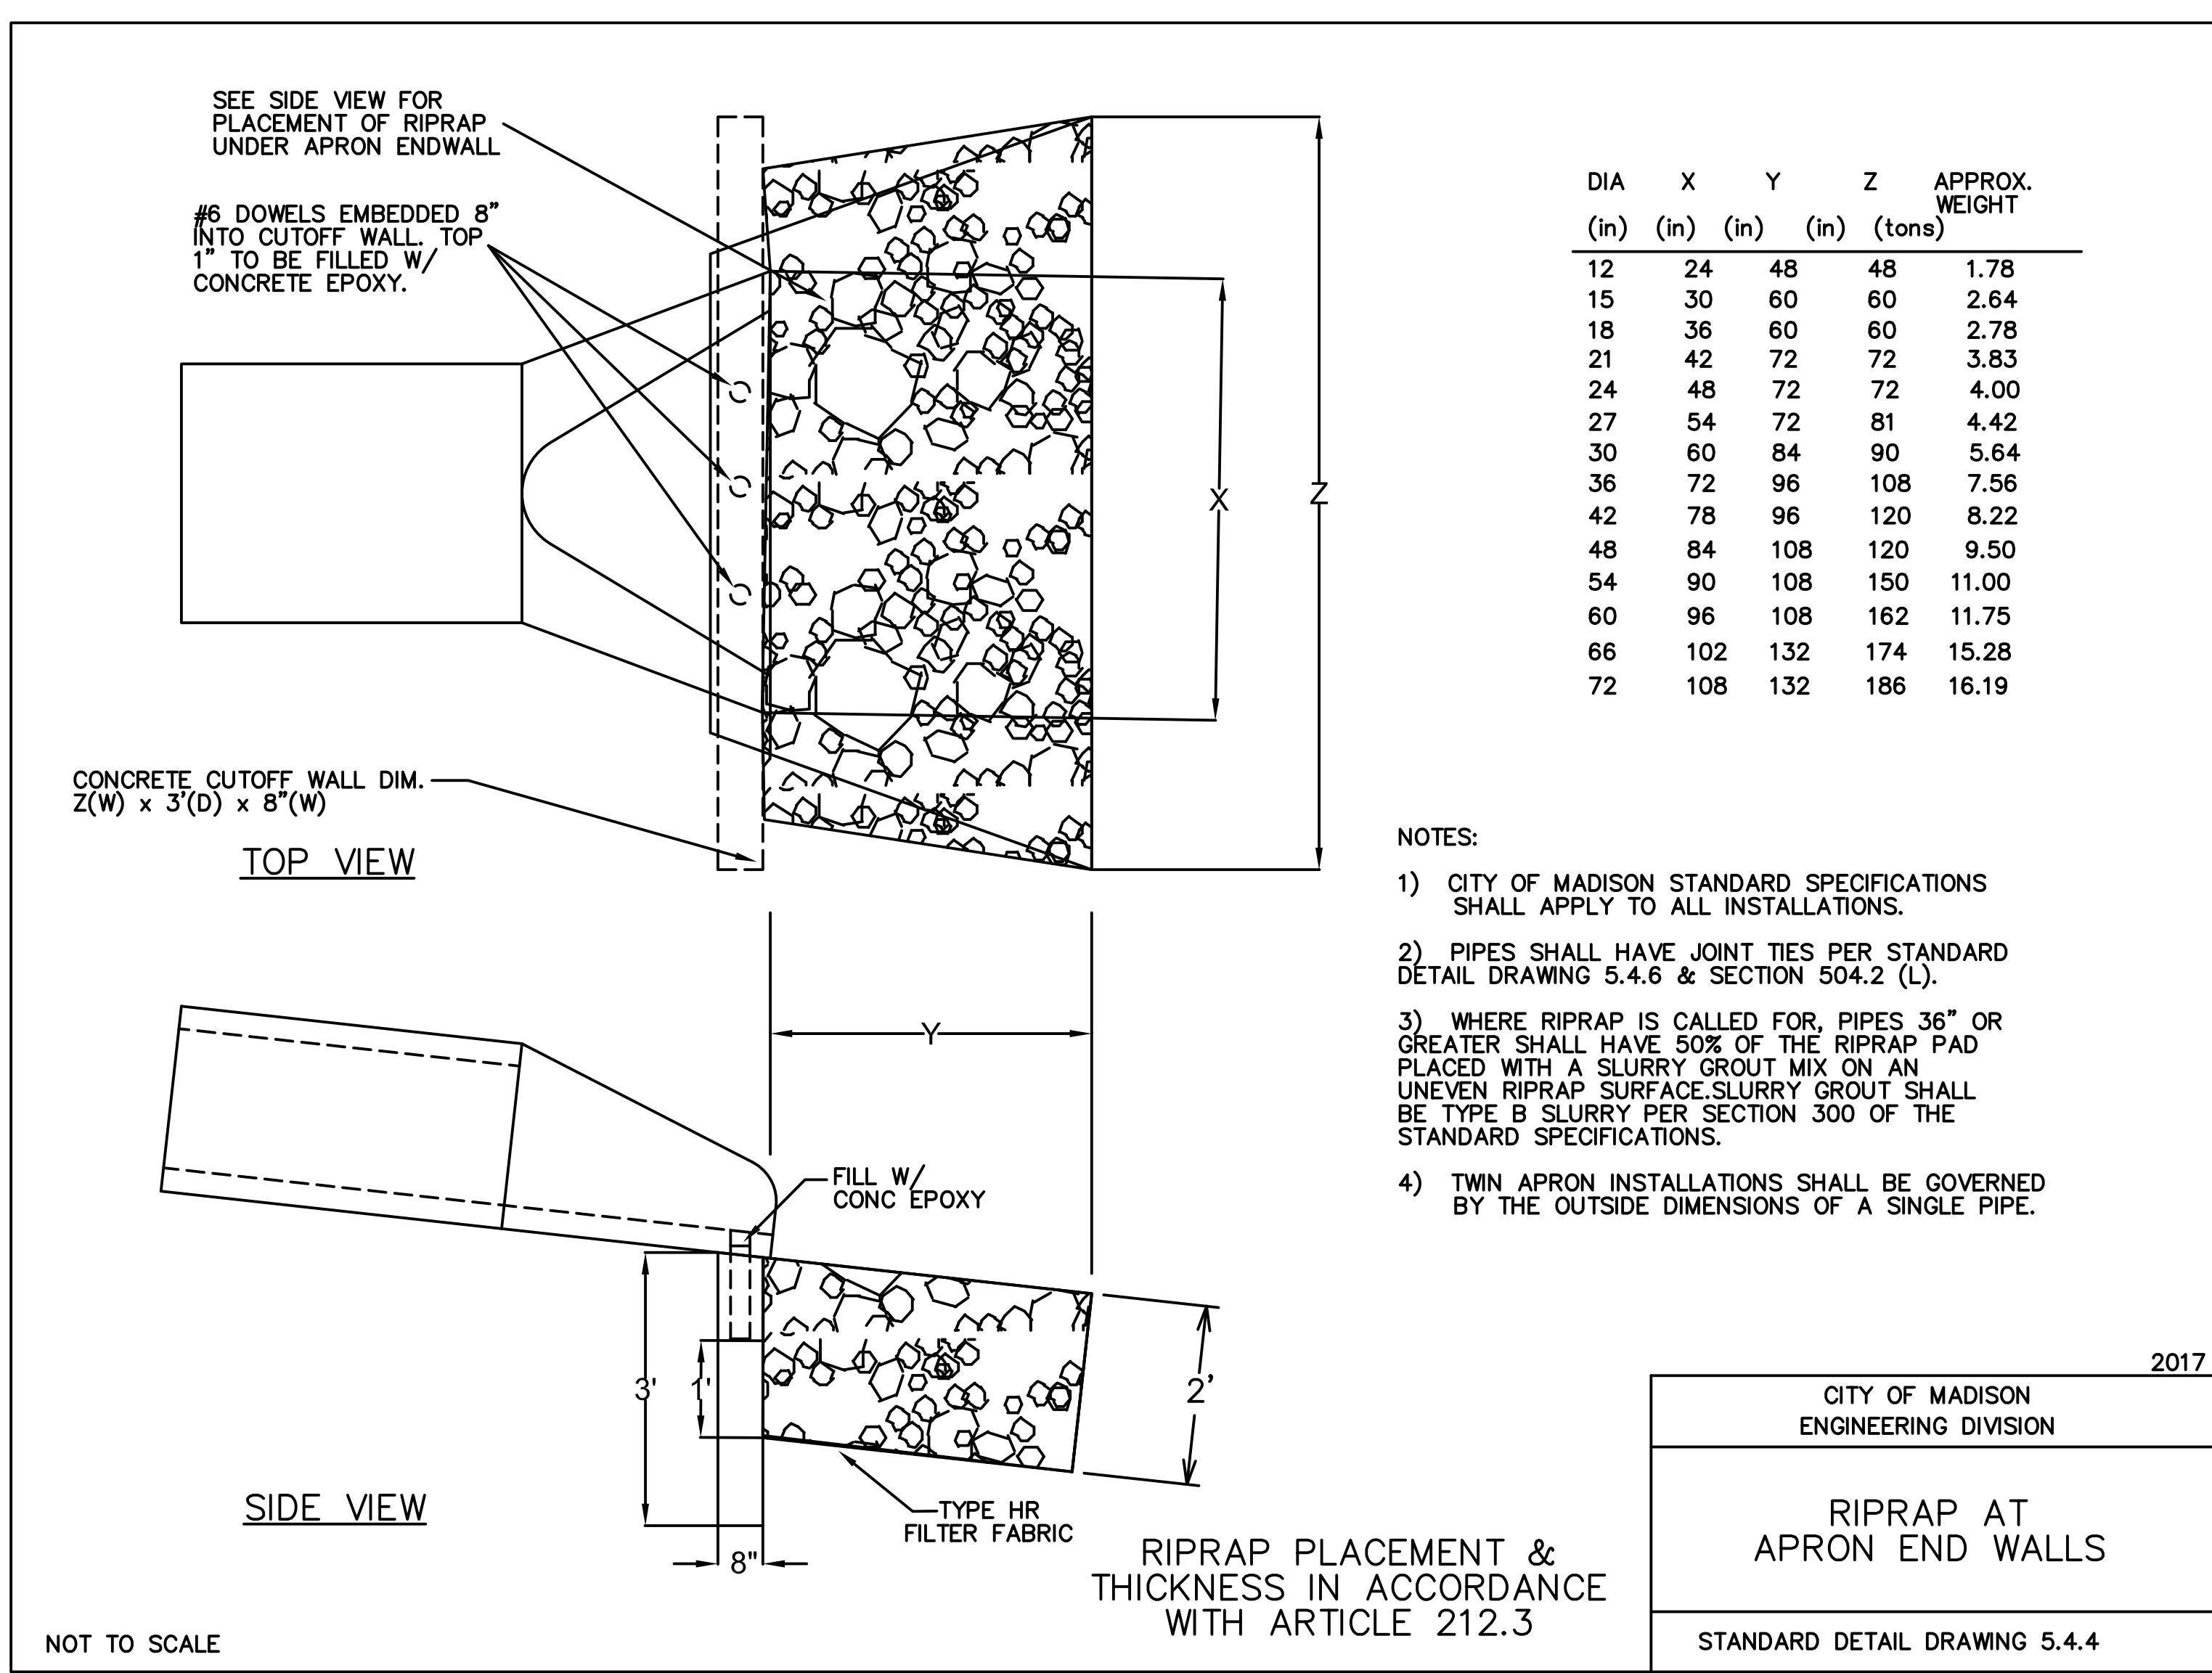 SEE SIDE VIEW FOR
PLACEMENT OF RIPRAP
UNDER APRON ENDWALL
#6 DOWELS EMBEDDED 8"
INTO CUTOFF WALL. TOP
1" TO BE FILLED W/
CONCRETE EPOXY.
X
Z
CONCRETE CUTOFF WALL DIM.
Z(W) x 3'(D) x 8"(W)
TOP VIEW
DIA X Y Z APPROX.
WEIGHT
(in) (in) (in) (in) (tons)
12 24 48 48 1.78
15 30 60 60 2.64
18 36 60 60 2.78
21 42 72 72 3.83
24 48 72 72 4.00
27 54 72 81 4.42
30 60 84 90 5.64
36 72 96 108 7.56
42 78 96 120 8.22
48 84 108 120 9.50
54 90 108 150 11.00
60 96 108 162 11.75
66 102 132 174 15.28
72 108 132 186 16.19
NOTES:
1) CITY OF MADISON STANDARD SPECIFICATIONS
SHALL APPLY TO ALL INSTALLATIONS.
2) PIPES SHALL HAVE JOINT TIES PER STANDARD
DETAIL DRAWING 5.4.6 & SECTION 504.2 (L).
3) WHERE RIPRAP IS CALLED FOR, PIPES 36" OR
GREATER SHALL HAVE 50% OF THE RIPRAP PAD
PLACED WITH A SLURRY GROUT MIX ON AN
UNEVEN RIPRAP SURFACE.SLURRY GROUT SHALL
BE TYPE B SLURRY PER SECTION 300 OF THE
STANDARD SPECIFICATIONS.
4) TWIN APRON INSTALLATIONS SHALL BE GOVERNED
BY THE OUTSIDE DIMENSIONS OF A SINGLE PIPE.
Y
FILL W/
CONC EPOXY
3'
1'
2'
8"
TYPE HR
FILTER FABRIC
SIDE VIEW
RIPRAP PLACEMENT &
THICKNESS IN ACCORDANCE
WITH ARTICLE 212.3
NOT TO SCALE
2017
CITY OF MADISON
ENGINEERING DIVISION
RIPRAP AT
APRON END WALLS
STANDARD DETAIL DRAWING 5.4.4